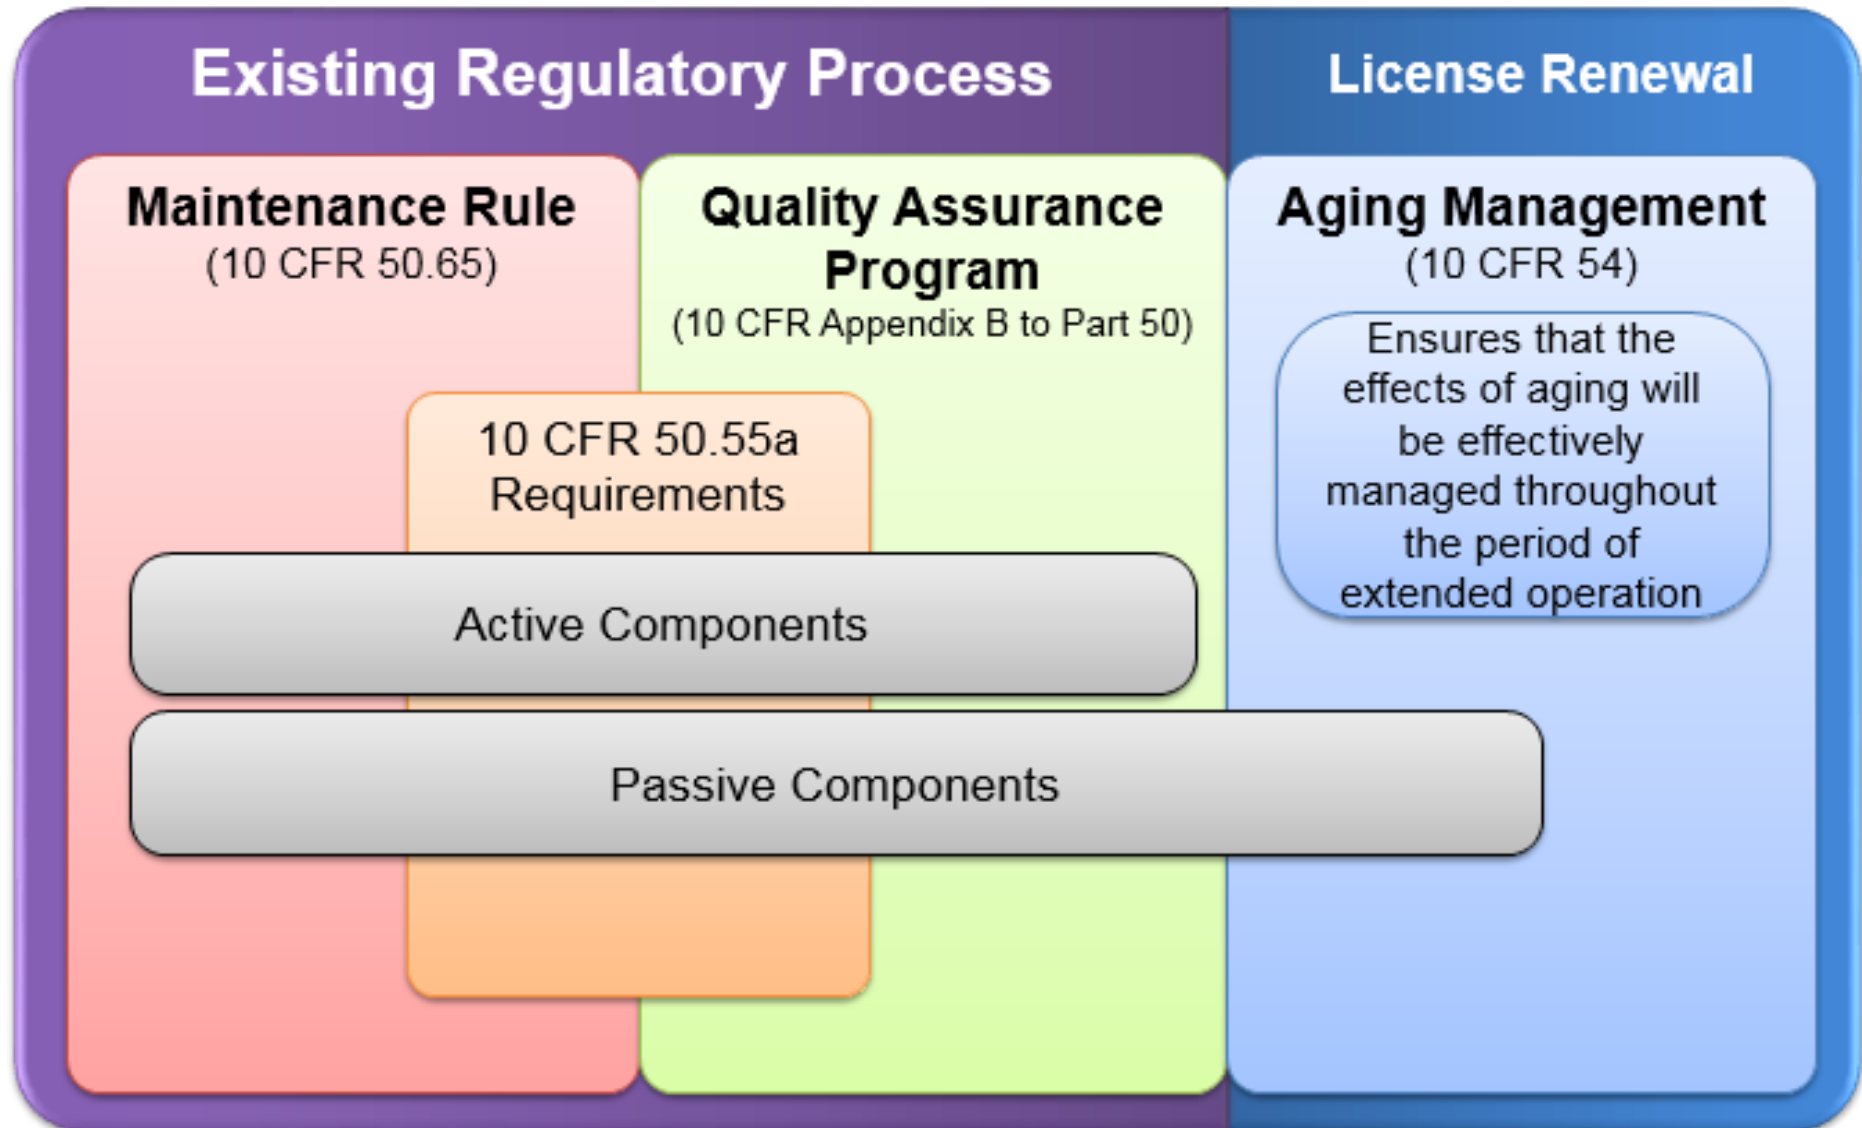 Existing Regulatory Process
License Renewal
Maintenance Rule
(10 CFR 50.65)
Quality Assurance
Program
(10 CFR Appendix B to Part 50)
Aging Management
(10 CFR 54)
Ensures that the
effects of aging will
be effectively
managed throughout
the period of
extended operation
10 CFR 50.55a
Requirements
Active Components
Passive Components